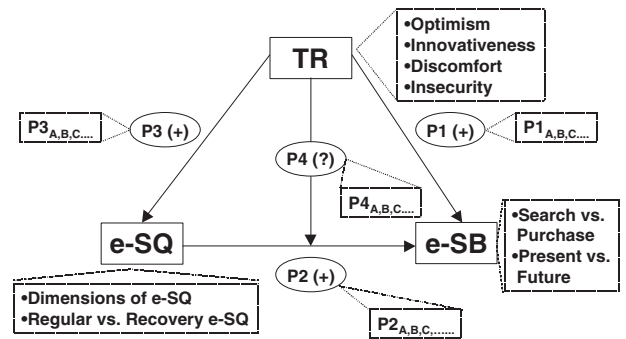 TR
•Optimism
•Innovativeness
•Discomfort
•Insecurity
P3A,B,C....
P3 (+)
P1 (+)
P1A,B,C....
P4 (?)
P4A,B,C....
e-SQ
e-SB
•Search vs.
Purchase
•Present vs.
Future
P2 (+)
•Dimensions of e-SQ
•Regular vs. Recovery e-SQ
P2A,B,C,......